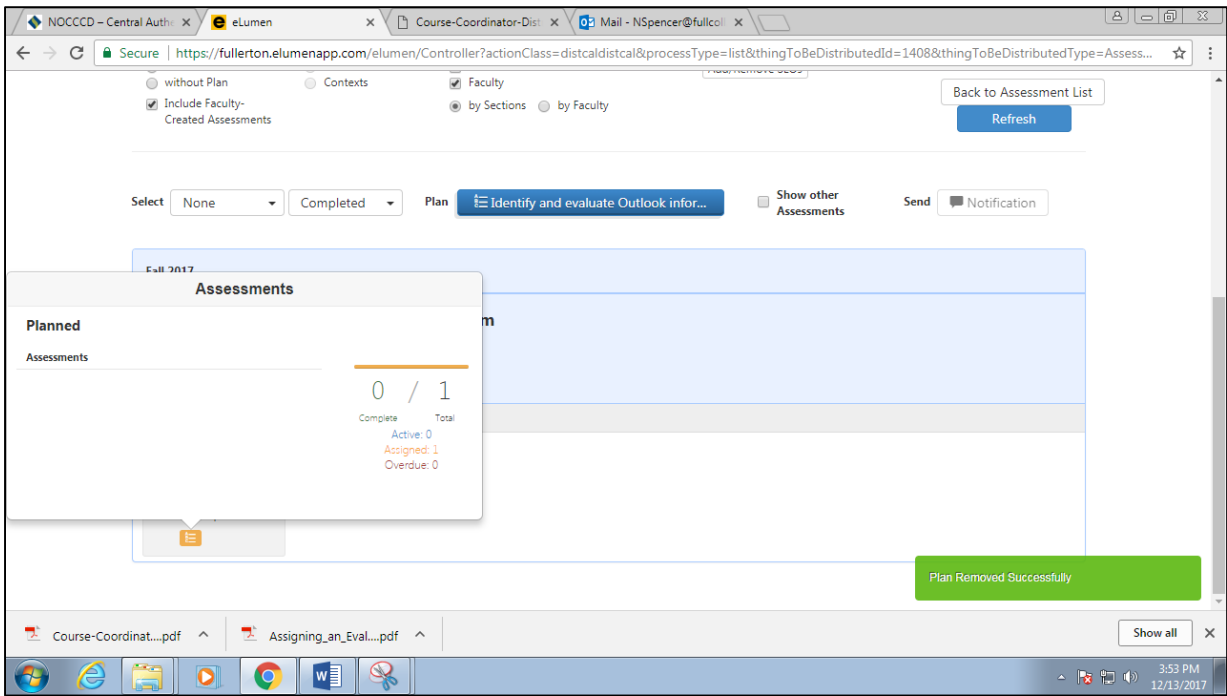 NOCCCD – Central Authe
eLumen
Course-Coordinator-Dist
Mail - NSpencer@fullcoll
Secure | https://fullerton.elumenapp.com/elumen/Controller?actionClass=distcaldistcal&processType=list&thingToBeDistributedId=1408&thingToBeDistributedType=Assess...
without Plan
Contexts
Faculty
Add/Remove SLOs
Include Faculty-
Created Assessments
by Sections
by Faculty
Back to Assessment List
Refresh
Select
None
Completed
Plan
Identify and evaluate Outlook infor...
Show other
Assessments
Send
Notification
Fall 2017
Assessments
Planned
m
Assessments
0 / 1
Complete Total
Active: 0
Assigned: 1
Overdue: 0
Plan Removed Successfully
Course-Coordinat....pdf
Assigning_an_Eval....pdf
Show all
3:53 PM
12/13/2017